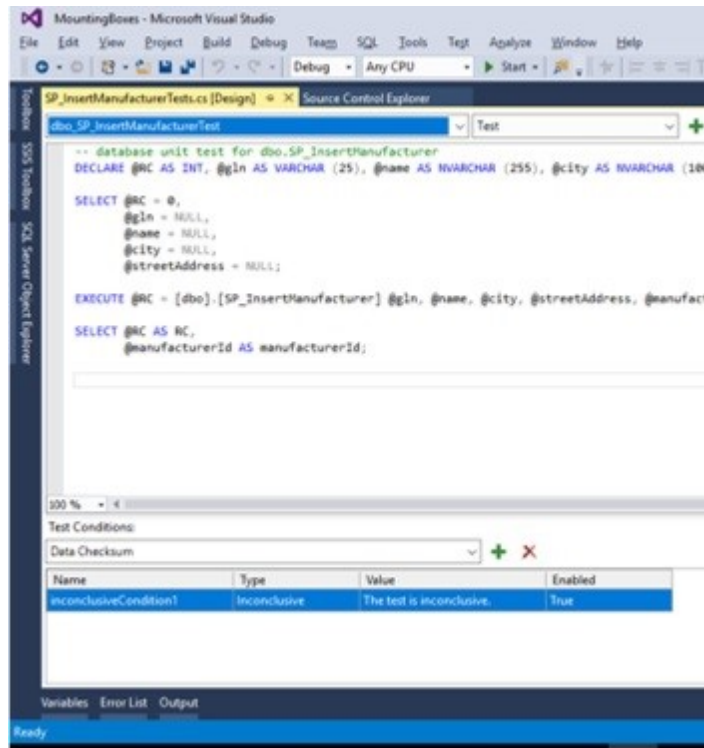 MountingBoxes - Microsoft Visual Studio
File Edit View Project Build Debug Team SQL Tools Test Analyze Window Help
Debug Any CPU Start
Toolbox
SSIS Toolbox
SQL Server Object Explorer
SP_InsertManufacturerTests.cs [Design] Source Control Explorer
dbo_SP_InsertManufacturerTest Test
-- database unit test for dbo.SP_InsertManufacturer
DECLARE @RC AS INT, @gln AS VARCHAR (25), @name AS NVARCHAR (255), @city AS NVARCHAR (100
SELECT @RC = 0,
@gln = NULL,
@name = NULL,
@city = NULL,
@streetAddress = NULL;
EXECUTE @RC = [dbo].[SP_InsertManufacturer] @gln, @name, @city, @streetAddress, @manufact
SELECT @RC AS RC,
@manufacturerId AS manufacturerId;
100 %
Test Conditions:
Data Checksum
Name Type Value Enabled
inconclusiveCondition1 Inconclusive The test is inconclusive. True
Variables Error List Output
Ready